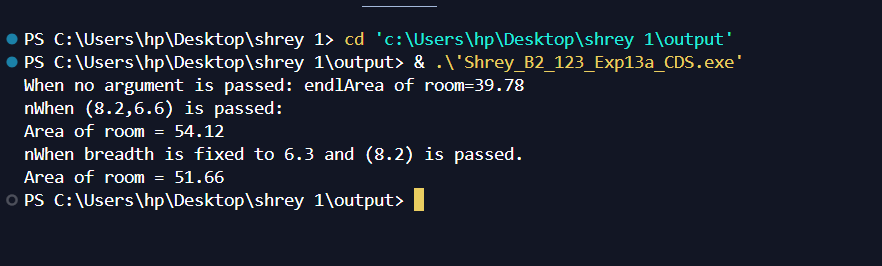 PS C:\Users\hp\Desktop\shrey 1> cd 'c:\Users\hp\Desktop\shrey 1\output'
PS C:\Users\hp\Desktop\shrey 1\output> & .\'Shrey_B2_123_Exp13a_CDS.exe'
When no argument is passed: endlArea of room=39.78
nWhen (8.2,6.6) is passed:
Area of room = 54.12
nWhen breadth is fixed to 6.3 and (8.2) is passed.
Area of room = 51.66
PS C:\Users\hp\Desktop\shrey 1\output>